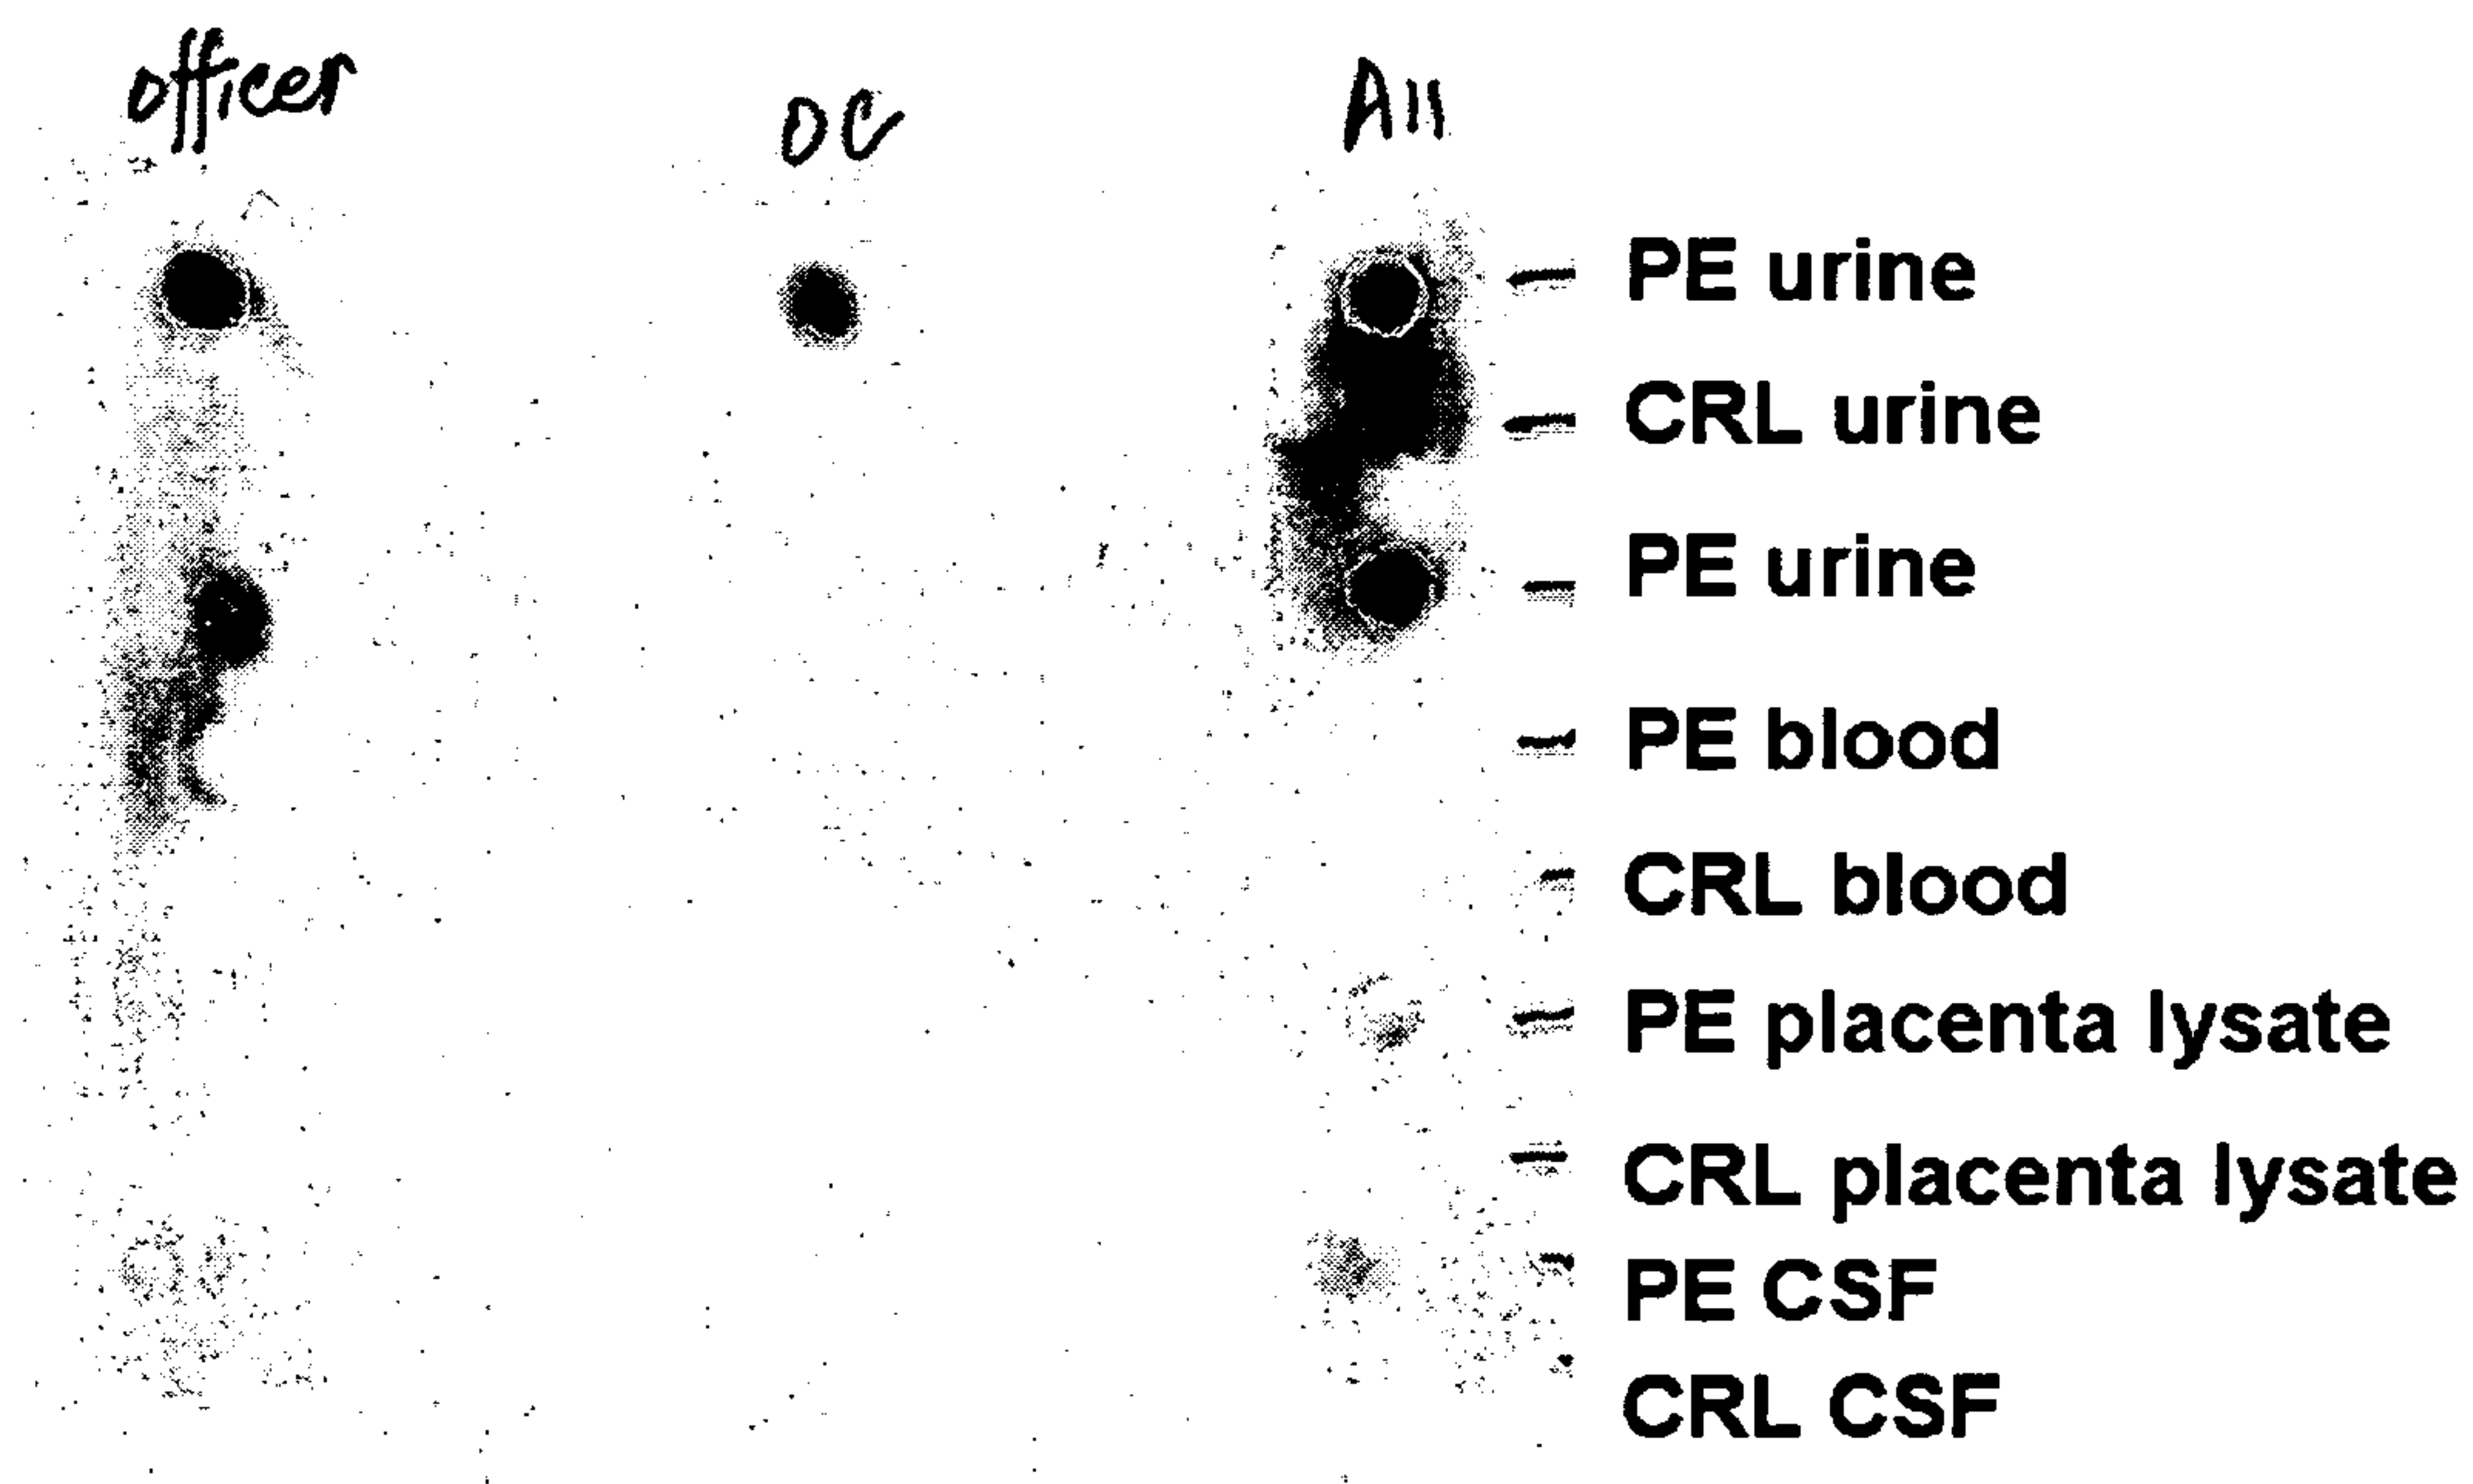 officer
OC
A11
PE urine
CRL urine
PE urine
PE blood
CRL blood
PE placenta lysate
CRL placenta lysate
PE CSF
CRL CSF